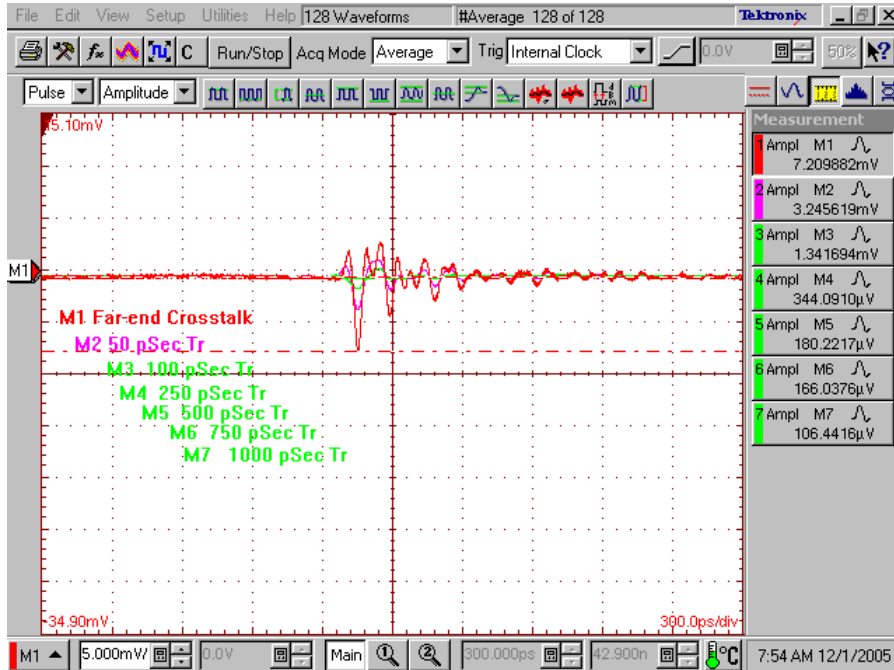 File Edit View Setup Utilities Help 128 Waveforms #Average 128 of 128 Tektronix
C Run/Stop Acq Mode Average Trig Internal Clock 0.0V 50%
Pulse Amplitude
Measurement
1 Ampl M1
7.209882mV
2 Ampl M2
3.245619mV
3 Ampl M3
1.341694mV
4 Ampl M4
344.0910µV
5 Ampl M5
180.2217µV
6 Ampl M6
166.0376µV
7 Ampl M7
106.4416µV
5.10mV
M1
M1 Far-end Crosstalk
M2 50 pSec Tr
M3 100 pSec Tr
M4 250 pSec Tr
M5 500 pSec Tr
M6 750 pSec Tr
M7 1000 pSec Tr
-34.90mV 300.0ps/div
M1 5.000mV/ 0.0V Main 1 2 300.000ps 42.900n °C 7:54 AM 12/1/2005